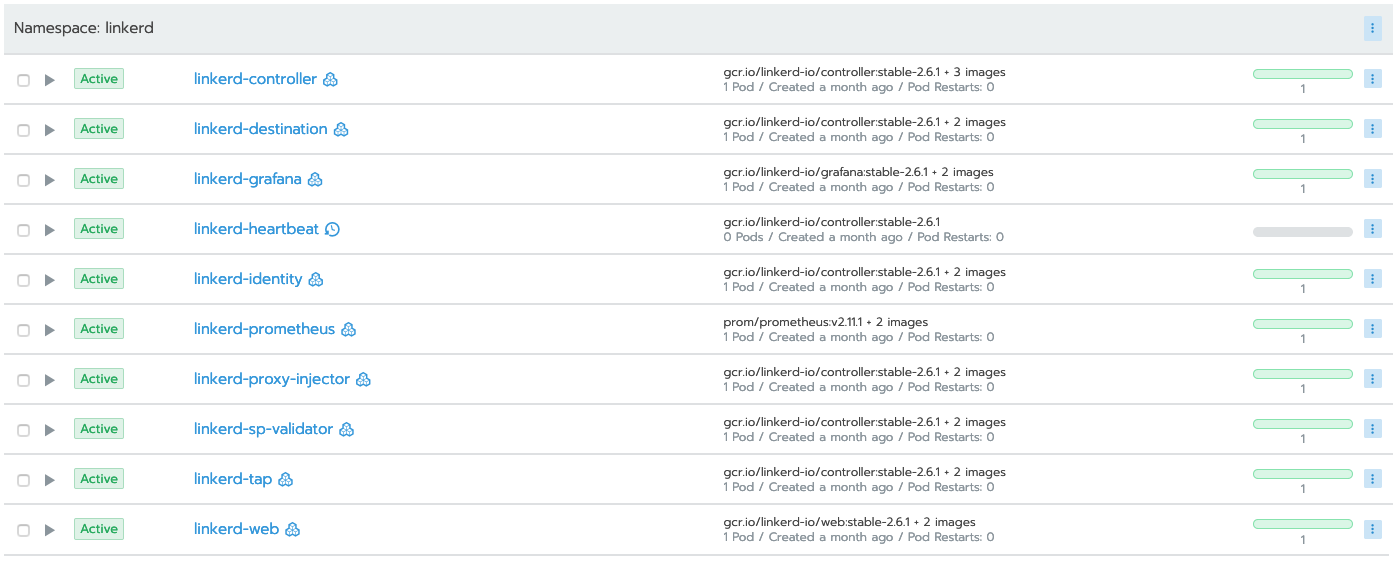 Namespace: linkerd
Active linkerd-controller gcr.io/linkerd-io/controller:stable-2.6.1 + 3 images
1 Pod / Created a month ago / Pod Restarts: 0
1
Active linkerd-destination gcr.io/linkerd-io/controller:stable-2.6.1 + 2 images
1 Pod / Created a month ago / Pod Restarts: 0
1
Active linkerd-grafana gcr.io/linkerd-io/grafana:stable-2.6.1 + 2 images
1 Pod / Created a month ago / Pod Restarts: 0
1
Active linkerd-heartbeat gcr.io/linkerd-io/controller:stable-2.6.1
0 Pods / Created a month ago / Pod Restarts: 0
Active linkerd-identity gcr.io/linkerd-io/controller:stable-2.6.1 + 2 images
1 Pod / Created a month ago / Pod Restarts: 0
1
Active linkerd-prometheus prom/prometheus:v2.11.1 + 2 images
1 Pod / Created a month ago / Pod Restarts: 0
1
Active linkerd-proxy-injector gcr.io/linkerd-io/controller:stable-2.6.1 + 2 images
1 Pod / Created a month ago / Pod Restarts: 0
1
Active linkerd-sp-validator gcr.io/linkerd-io/controller:stable-2.6.1 + 2 images
1 Pod / Created a month ago / Pod Restarts: 0
1
Active linkerd-tap gcr.io/linkerd-io/controller:stable-2.6.1 + 2 images
1 Pod / Created a month ago / Pod Restarts: 0
1
Active linkerd-web gcr.io/linkerd-io/web:stable-2.6.1 + 2 images
1 Pod / Created a month ago / Pod Restarts: 0
1